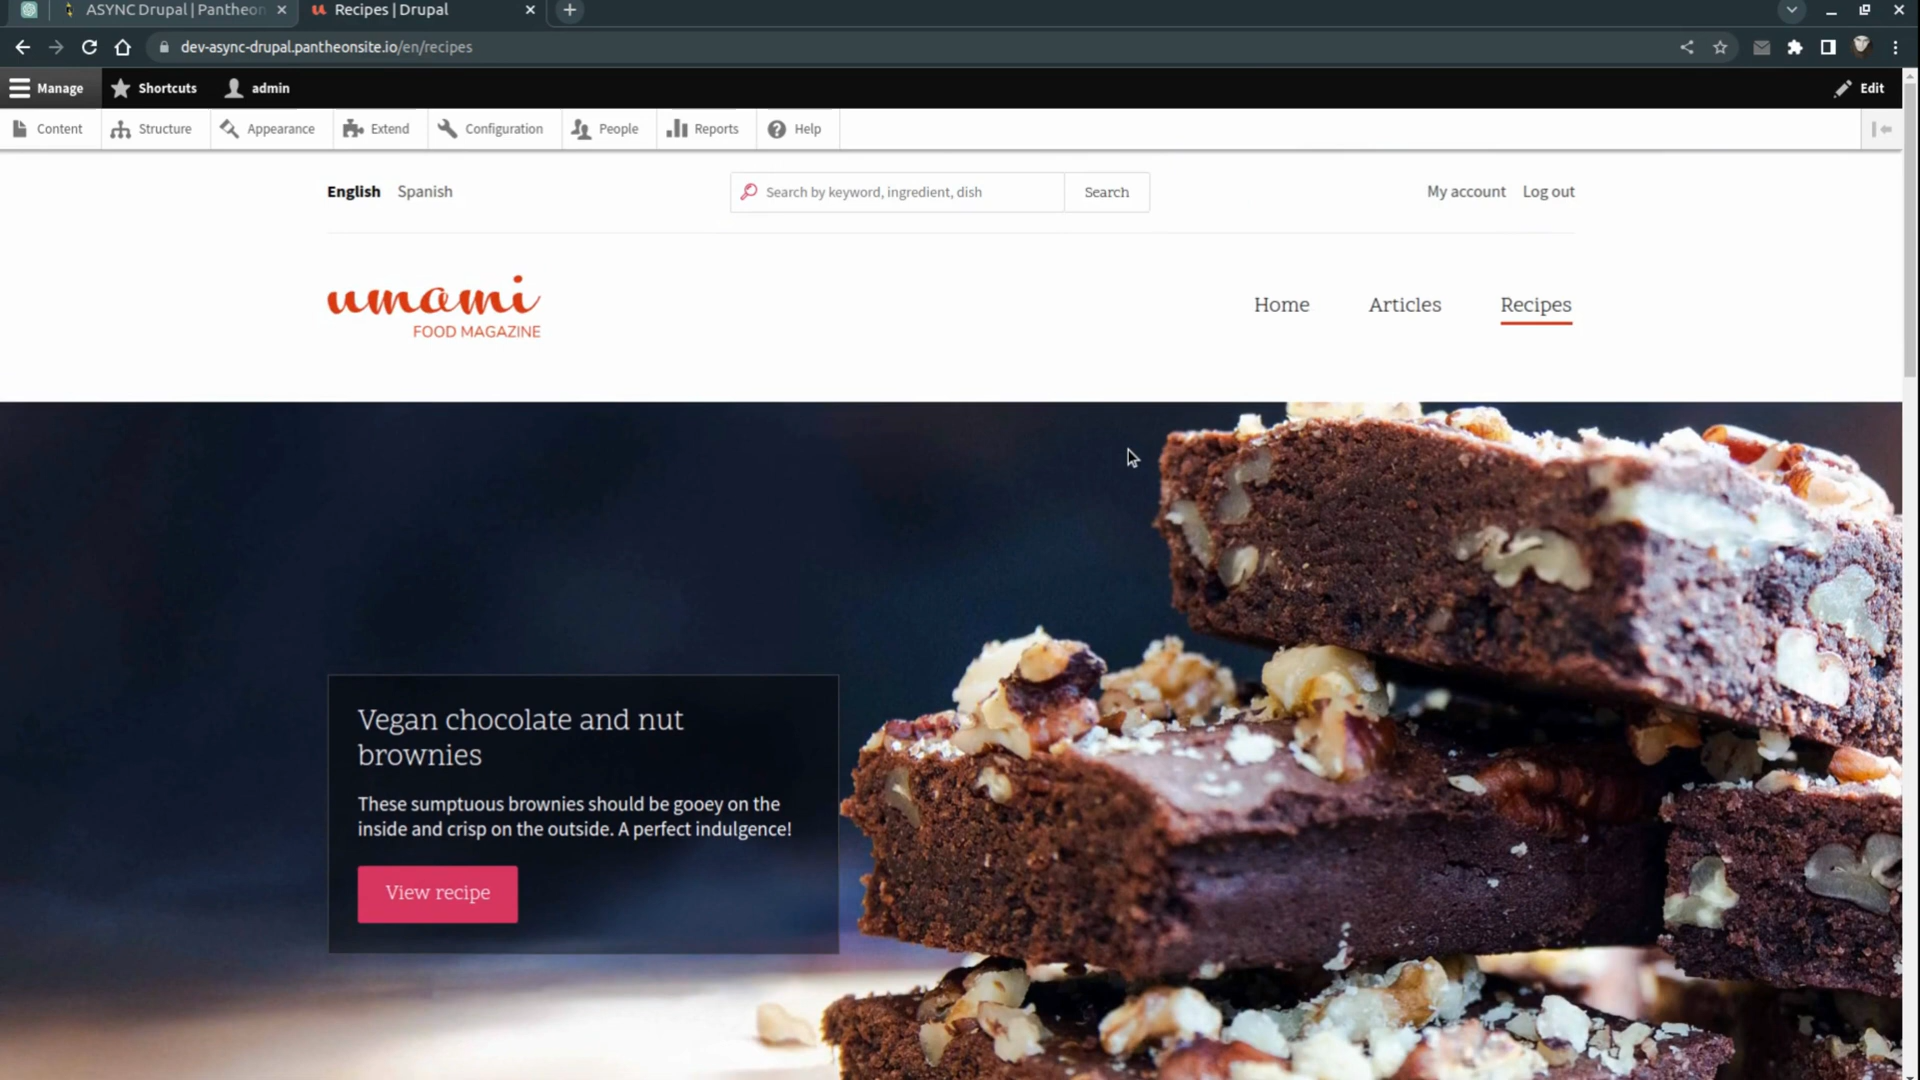 ASYNC Drupal | Pantheon
Recipes | Drupal
dev-async-drupal.pantheonsite.io/en/recipes
Manage Shortcuts admin Edit
Content Structure Appearance Extend Configuration People Reports Help
English Spanish Search by keyword, ingredient, dish Search My account Log out
umami
FOOD MAGAZINE
Home Articles Recipes
Vegan chocolate and nut
brownies
These sumptuous brownies should be gooey on the
inside and crisp on the outside. A perfect indulgence!
View recipe